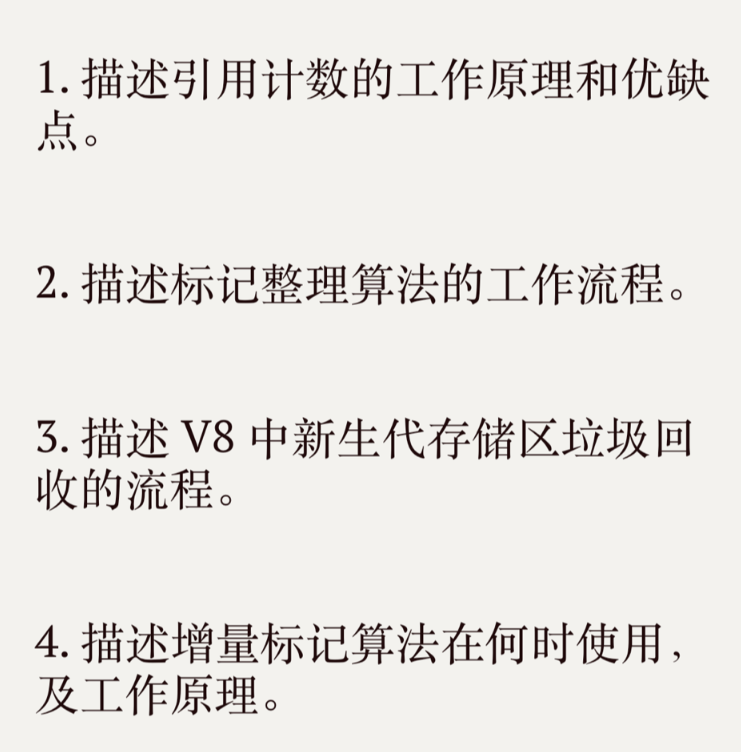 1. 描述引用计数的工作原理和优缺
点。
2. 描述标记整理算法的工作流程。
3. 描述 V8 中新生代存储区垃圾回
收的流程。
4. 描述增量标记算法在何时使用，
及工作原理。